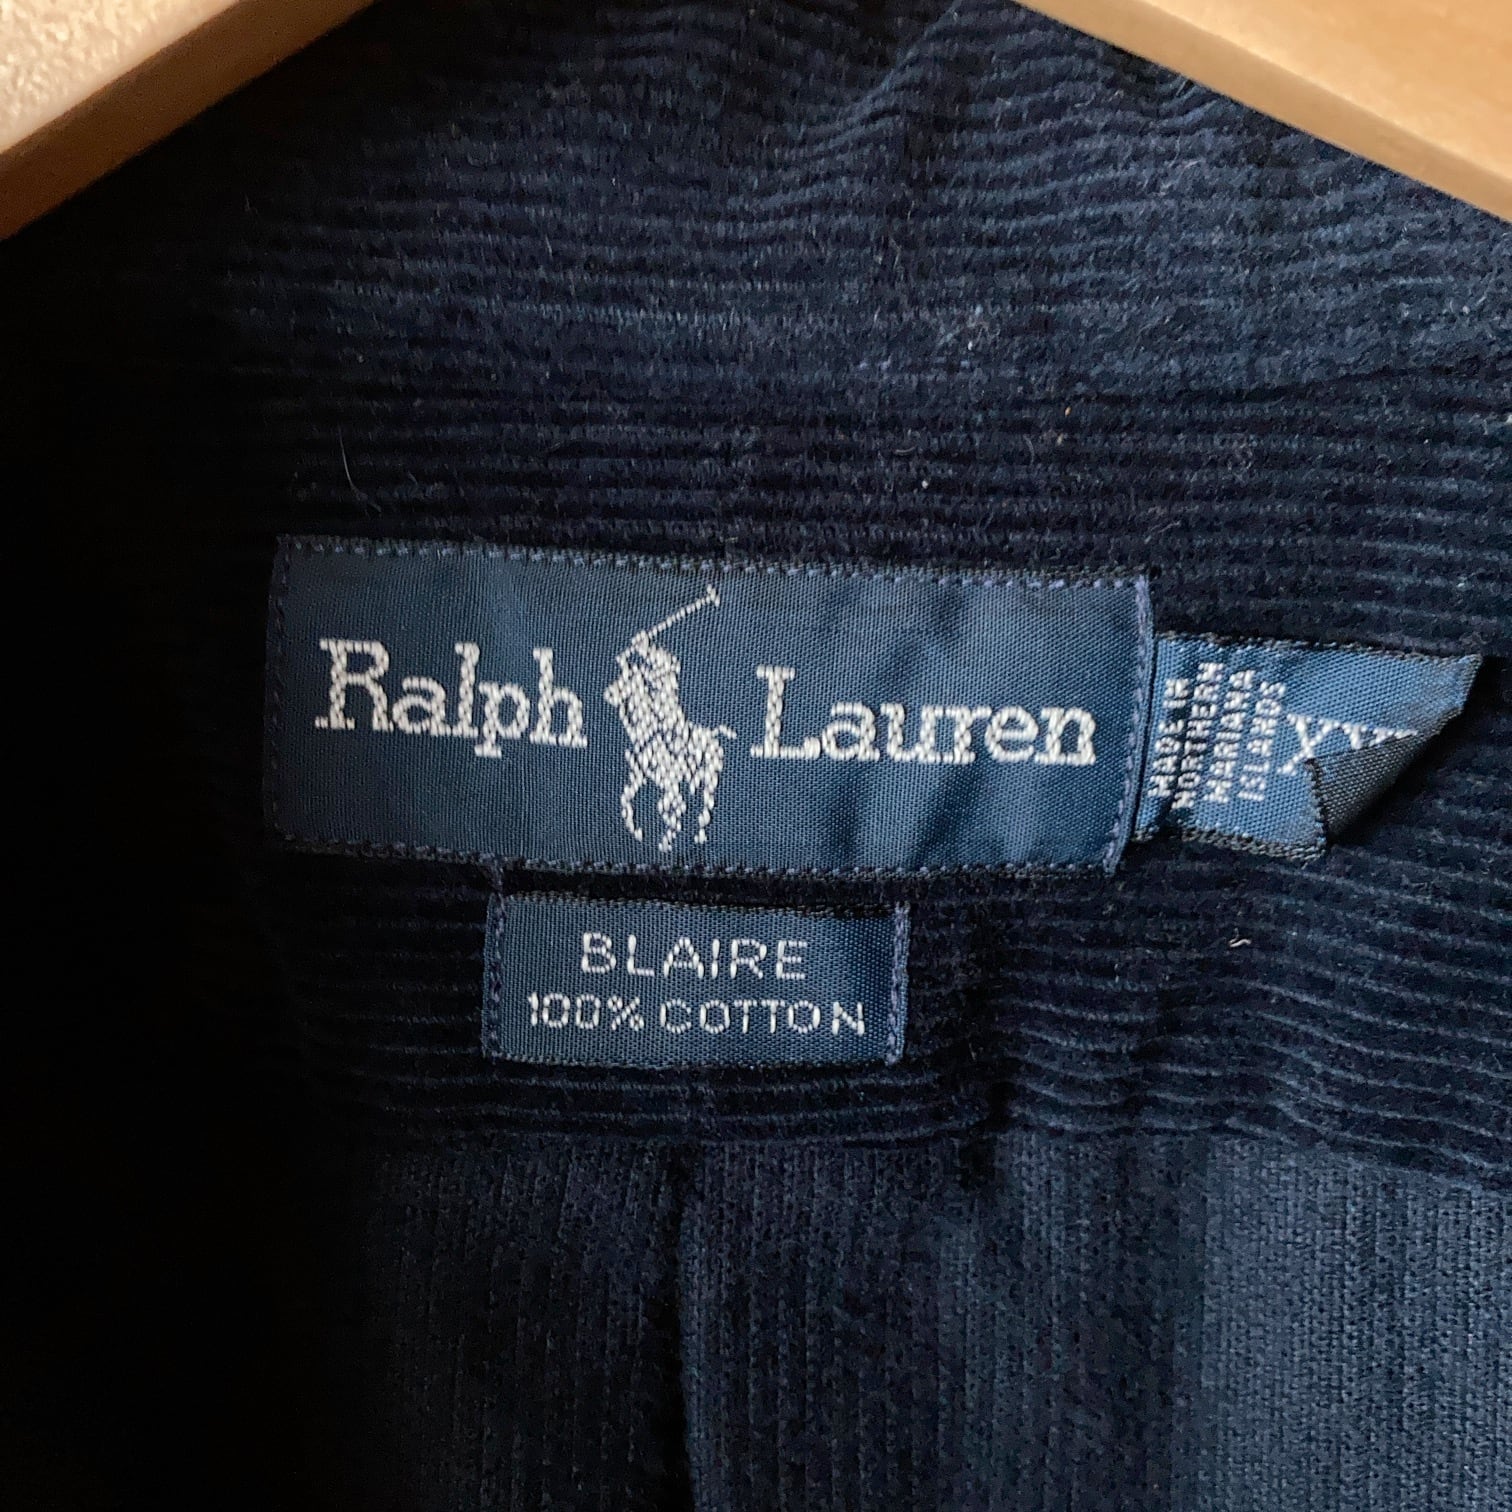 Ralph Lauren
MADE IN
NORTHERN
MARIANA
ISLANDS
BLAIRE
100% COTTON